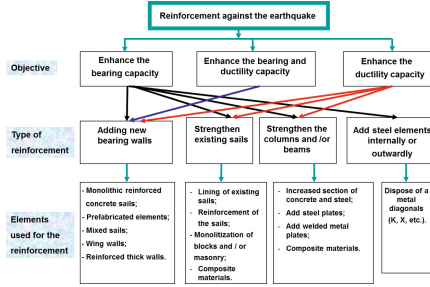 Reinforcement against the earthquake
Objective
Enhance the
bearing capacity
Enhance the bearing and
ductility capacity
Enhance the
ductility capacity
Type of
reinforcement
Adding new
bearing walls
Strengthen
existing sails
Strengthen the
columns and /or
beams
Add steel elements
internally or
outwardly
Elements
used for the
reinforcement
- Monolithic reinforced
concrete sails;
- Prefabricated elements;
- Mixed sails;
- Wing walls;
- Reinforced thick walls.
- Lining of existing
sails;
- Reinforcement of
the sails;
- Monolitization of
blocks and / or
masonry;
- Composite
materials.
- Increased section of
concrete and steel;
- Add steel plates;
- Add welded metal
plates;
- Composite materials.
Dispose of a
metal
diagonals
(K, X, etc.).